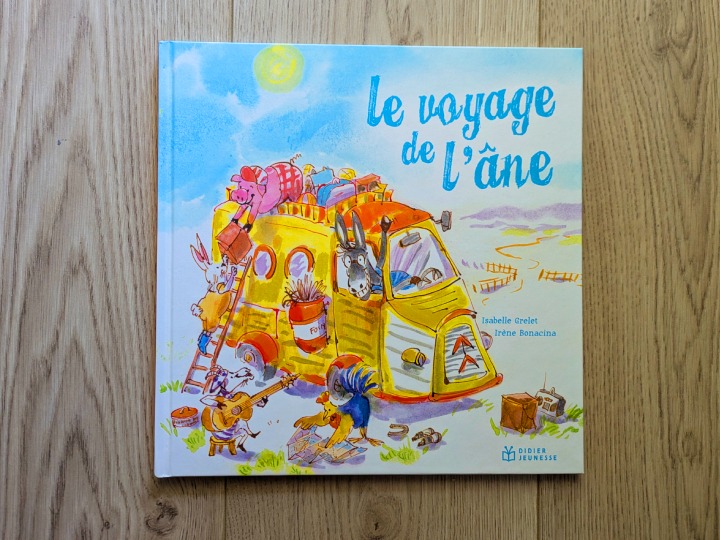 le voyage
de l'âne
Isabelle Grelet
Irène Bonacina
DIDIER
JEUNESSE